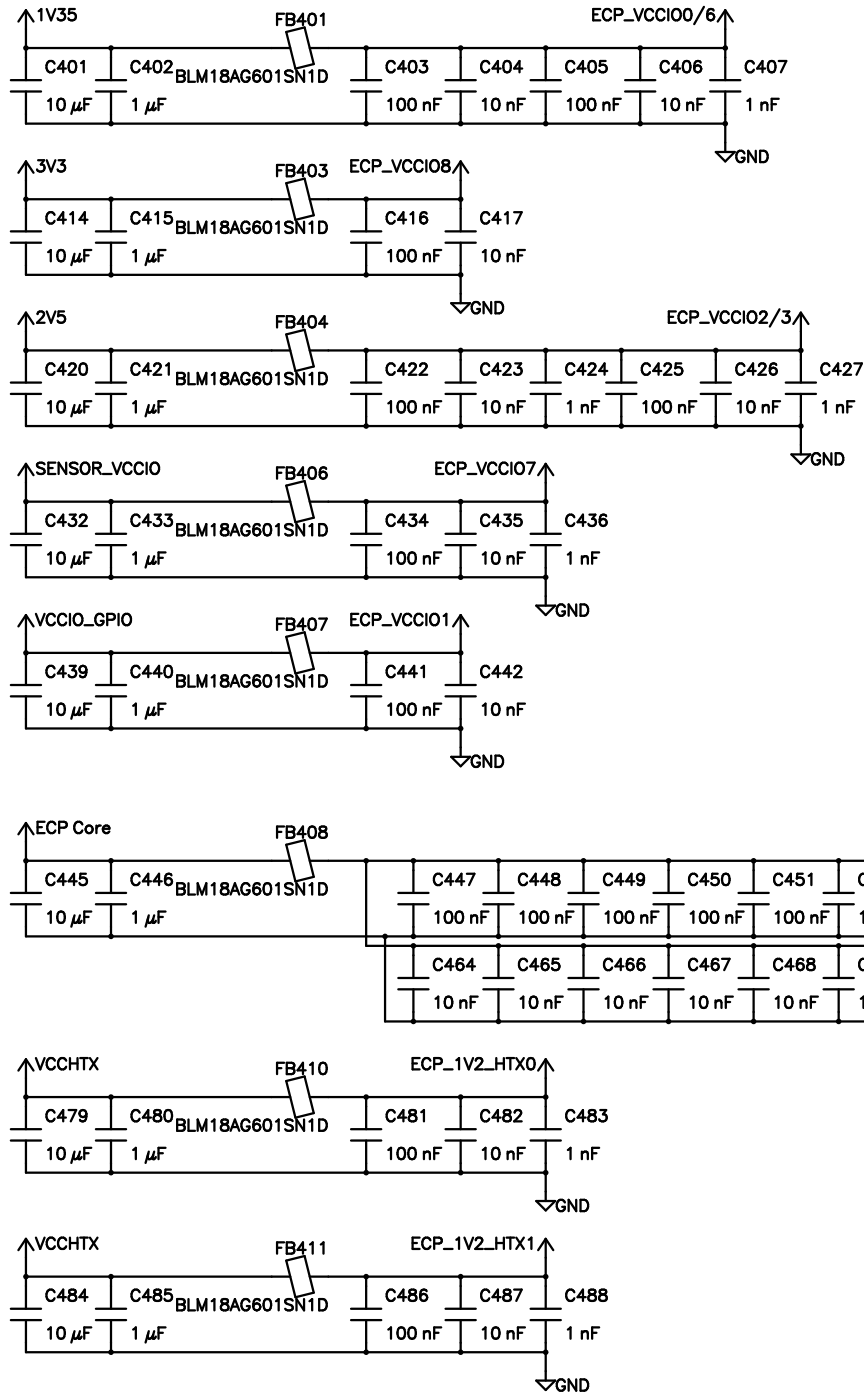 1V35 FB401 ECP_VCCIO0/6
C401 C402 BLM18AG601SN1D C403 C404 C405 C406 C407
10 µF 1 µF 100 nF 10 nF 100 nF 10 nF 1 nF
GND
3V3 FB403 ECP_VCCIO8
C414 C415 BLM18AG601SN1D C416 C417
10 µF 1 µF 100 nF 10 nF
GND
2V5 FB404 ECP_VCCIO2/3
C420 C421 BLM18AG601SN1D C422 C423 C424 C425 C426 C427
10 µF 1 µF 100 nF 10 nF 1 nF 100 nF 10 nF 1 nF
GND
SENSOR_VCCIO FB406 ECP_VCCIO7
C432 C433 BLM18AG601SN1D C434 C435 C436
10 µF 1 µF 100 nF 10 nF 1 nF
GND
VCCIO_GPIO FB407 ECP_VCCIO1
C439 C440 BLM18AG601SN1D C441 C442
10 µF 1 µF 100 nF 10 nF
GND
ECP Core FB408
C445 C446 BLM18AG601SN1D C447 C448 C449 C450 C451
10 µF 1 µF 100 nF 100 nF 100 nF 100 nF 100 nF
C464 C465 C466 C467 C468
10 nF 10 nF 10 nF 10 nF 10 nF
VCCHTX FB410 ECP_1V2_HTX0
C479 C480 BLM18AG601SN1D C481 C482 C483
10 µF 1 µF 100 nF 10 nF 1 nF
GND
VCCHTX FB411 ECP_1V2_HTX1
C484 C485 BLM18AG601SN1D C486 C487 C488
10 µF 1 µF 100 nF 10 nF 1 nF
GND